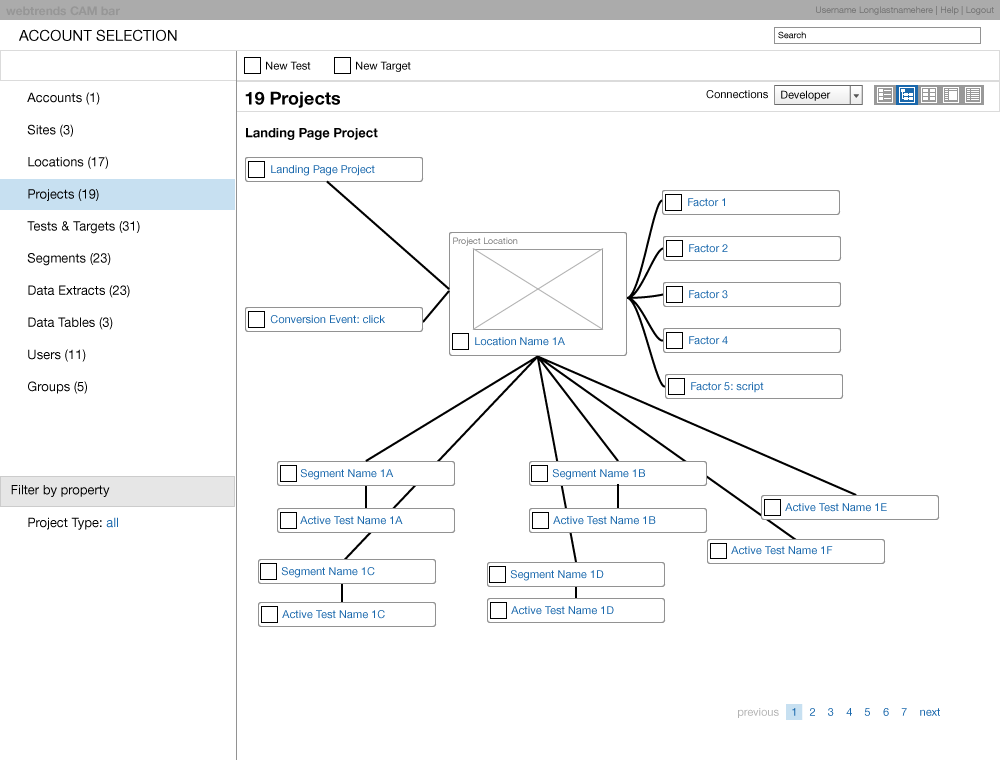 webtrends CAM bar
Username Longlastnamehere | Help | Logout
ACCOUNT SELECTION
Search
New Test
New Target
Accounts (1)
Sites (3)
Locations (17)
Projects (19)
Tests & Targets (31)
Segments (23)
Data Extracts (23)
Data Tables (3)
Users (11)
Groups (5)
Filter by property
Project Type: all
19 Projects
Connections
Developer
Landing Page Project
Landing Page Project
Conversion Event: click
Project Location
Location Name 1A
Factor 1
Factor 2
Factor 3
Factor 4
Factor 5: script
Segment Name 1A
Active Test Name 1A
Segment Name 1B
Active Test Name 1B
Active Test Name 1E
Active Test Name 1F
Segment Name 1C
Active Test Name 1C
Segment Name 1D
Active Test Name 1D
previous 1 2 3 4 5 6 7 next